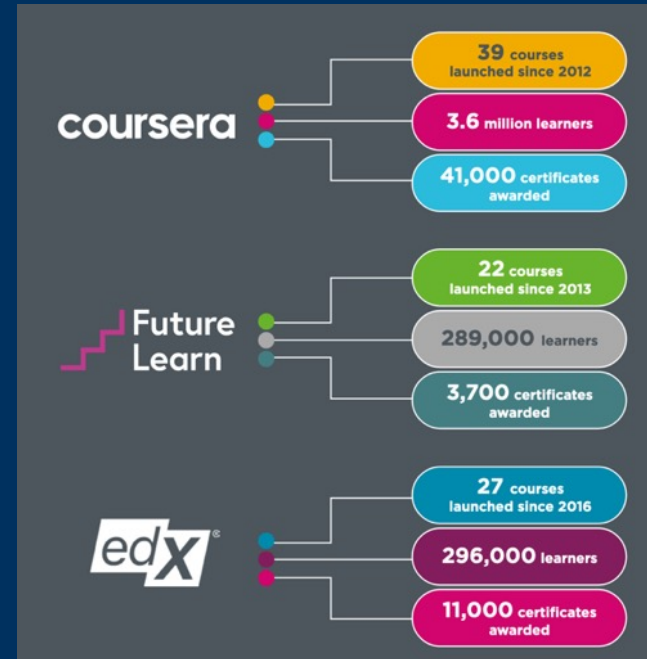 coursera
39 courses
launched since 2012
3.6 million learners
41,000 certificates
awarded
Future
Learn
22 courses
launched since 2013
289,000 learners
3,700 certificates
awarded
edX®
27 courses
launched since 2016
296,000 learners
11,000 certificates
awarded